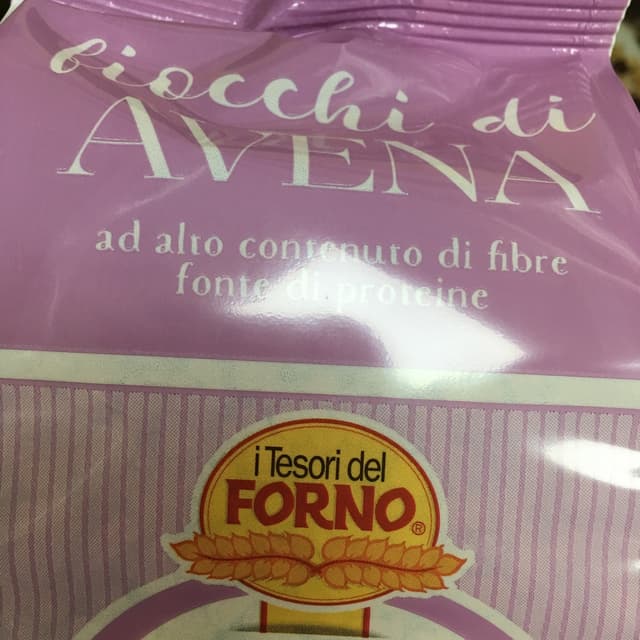 fiocchi di
AVENA
ad alto contenuto di fibre
fonte di proteine
i Tesori del
FORNO®